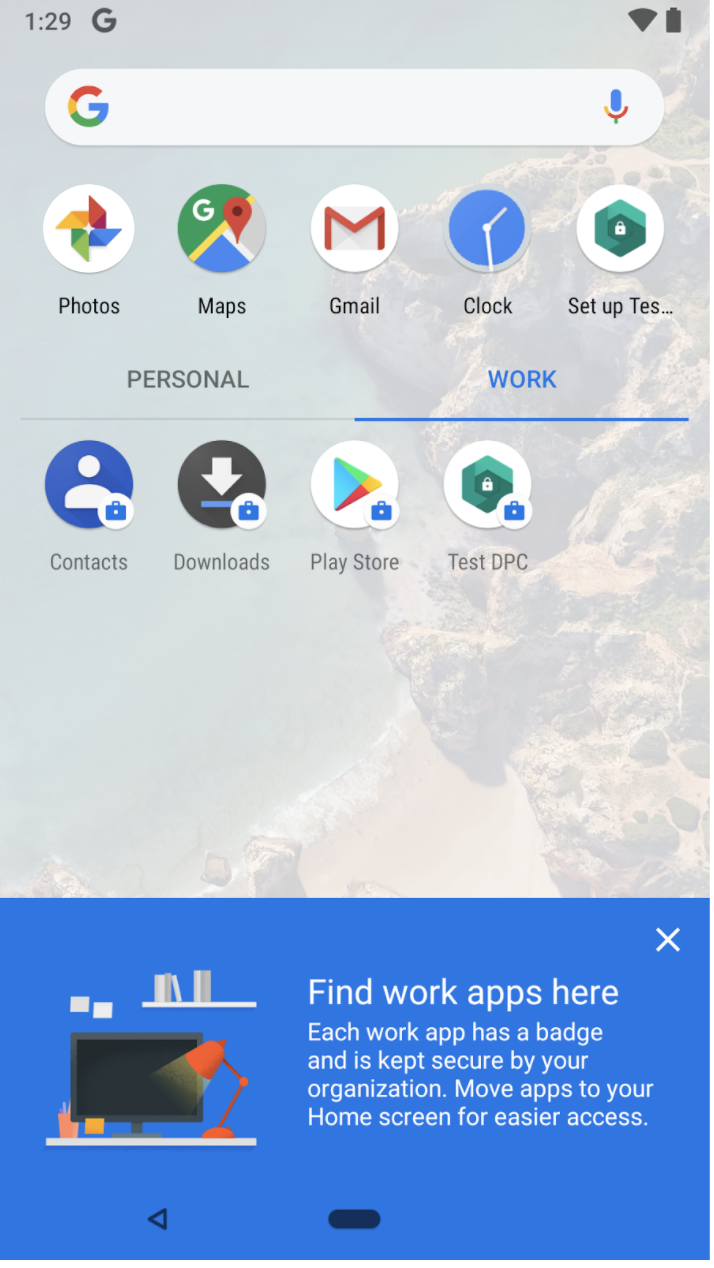 1:29
Photos Maps Gmail Clock Set up Tes...
PERSONAL WORK
Contacts Downloads Play Store Test DPC
Find work apps here
Each work app has a badge
and is kept secure by your
organization. Move apps to your
Home screen for easier access.